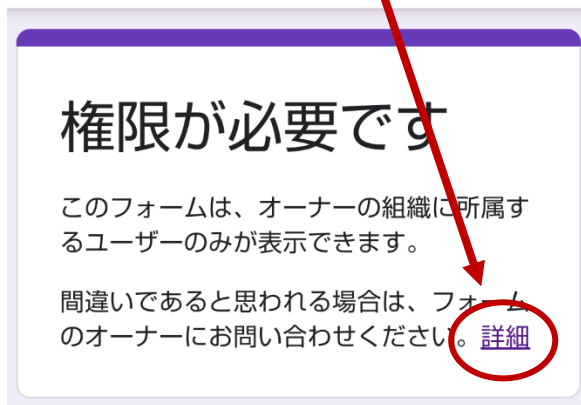 権限が必要です
このフォームは、オーナーの組織に所属す
るユーザーのみが表示できます。
間違いであると思われる場合は、フォーム
のオーナーにお問い合わせください。詳細